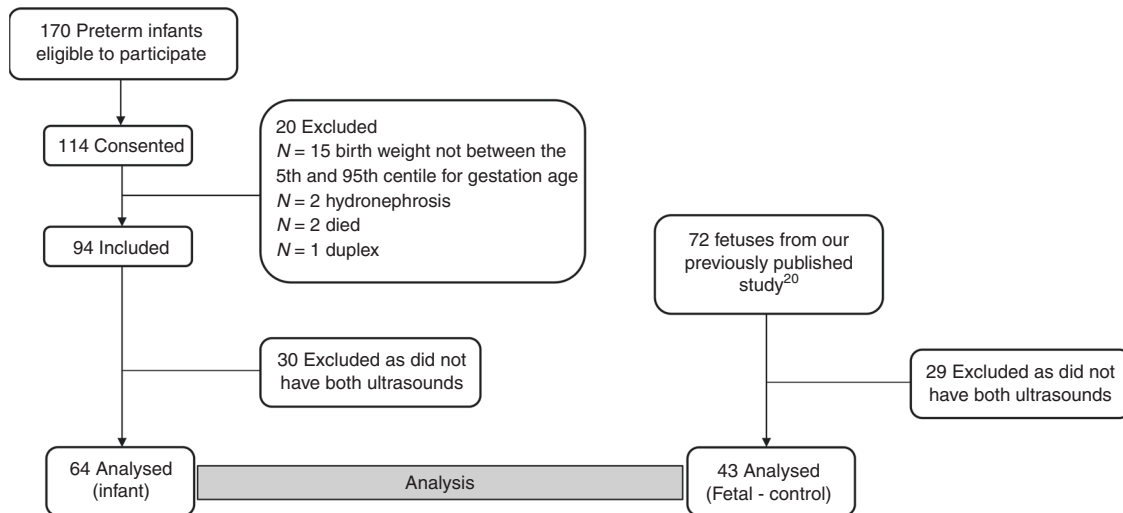 170 Preterm infants
eligible to participate
114 Consented
20 Excluded
N = 15 birth weight not between the
5th and 95th centile for gestation age
N = 2 hydronephrosis
N = 2 died
N = 1 duplex
94 Included
72 fetuses from our
previously published
study20
30 Excluded as did not
have both ultrasounds
29 Excluded as did not
have both ultrasounds
64 Analysed
(infant)
Analysis
43 Analysed
(Fetal - control)